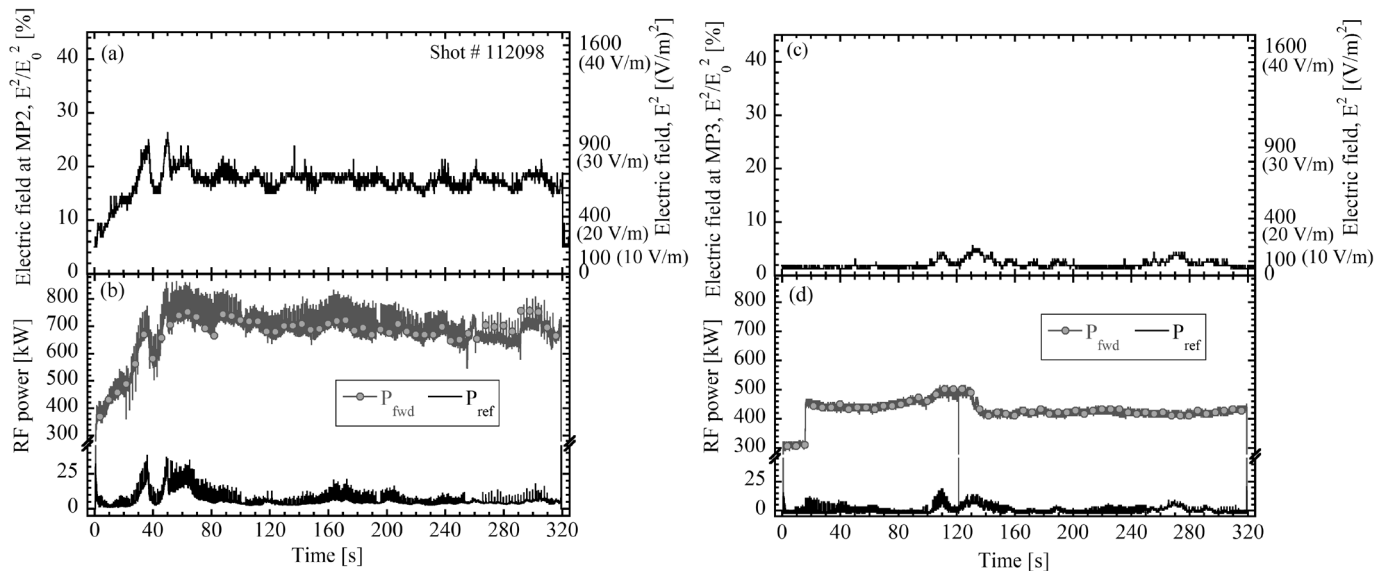 (a)
Shot # 112098
Electric field at MP2, E²/E₀² [%]
40
30
20
10
0
1600
(40 V/m)
900
(30 V/m)
400
(20 V/m)
100 (10 V/m)
0
Electric field, E² [(V/m)²]
(b)
RF power [kW]
800
700
600
500
400
300
25
0
P_fwd
P_ref
0 40 80 120 160 200 240 280 320
Time [s]
(c)
Electric field at MP3, E²/E₀² [%]
40
30
20
10
0
1600
(40 V/m)
900
(30 V/m)
400
(20 V/m)
100 (10 V/m)
0
Electric field, E² [(V/m)²]
(d)
RF power [kW]
800
700
600
500
400
300
25
0
P_fwd
P_ref
0 40 80 120 160 200 240 280 320
Time [s]